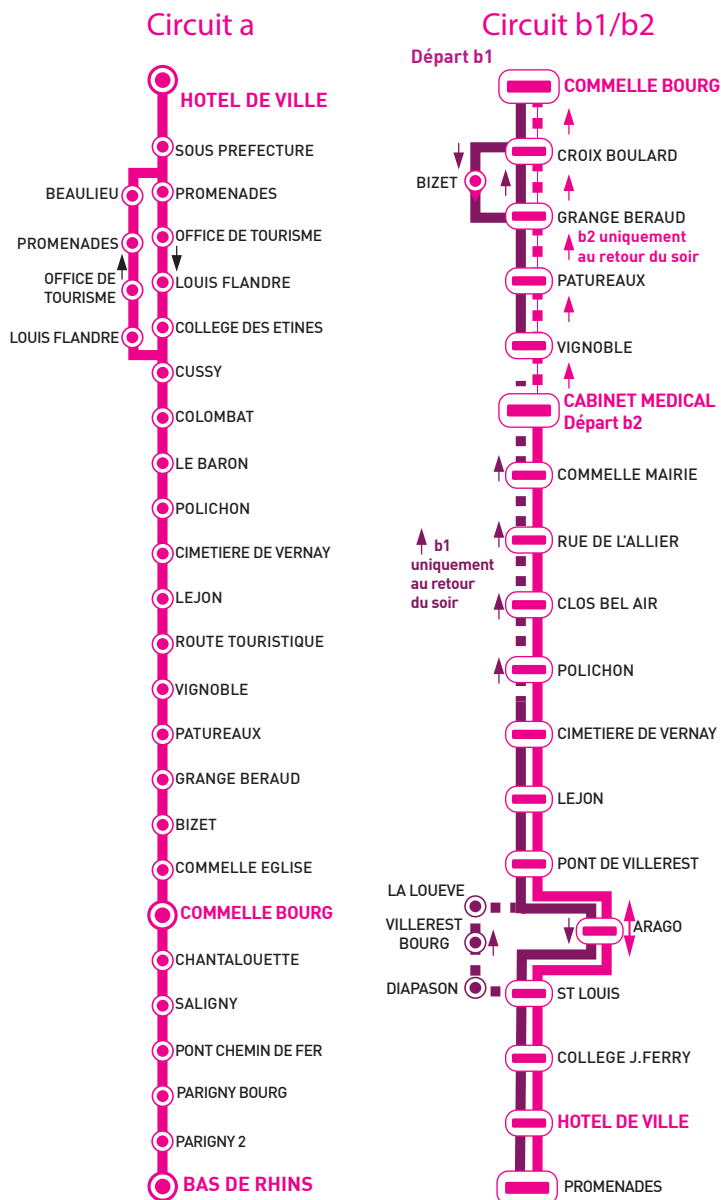 Circuit a
HOTEL DE VILLE
SOUS PREFECTURE
BEAULIEU
PROMENADES
PROMENADES
OFFICE DE TOURISME
OFFICE DE
TOURISME
LOUIS FLANDRE
LOUIS FLANDRE
COLLEGE DES ETINES
CUSSY
COLOMBAT
LE BARON
POLICHON
CIMETIERE DE VERNAY
LEJON
ROUTE TOURISTIQUE
VIGNOBLE
PATUREAUX
GRANGE BERAUD
BIZET
COMMELLE EGLISE
COMMELLE BOURG
CHANTALOUETTE
SALIGNY
PONT CHEMIN DE FER
PARIGNY BOURG
PARIGNY 2
BAS DE RHINS
Circuit b1/b2
Départ b1
COMMELLE BOURG
CROIX BOULARD
BIZET
GRANGE BERAUD
b2 uniquement
au retour du soir
PATUREAUX
VIGNOBLE
CABINET MEDICAL
Départ b2
COMMELLE MAIRIE
RUE DE L'ALLIER
b1
uniquement
au retour
du soir
CLOS BEL AIR
POLICHON
CIMETIERE DE VERNAY
LEJON
PONT DE VILLEREST
LA LOUEVE
VILLEREST
BOURG
ARAGO
DIAPASON
ST LOUIS
COLLEGE J.FERRY
HOTEL DE VILLE
PROMENADES